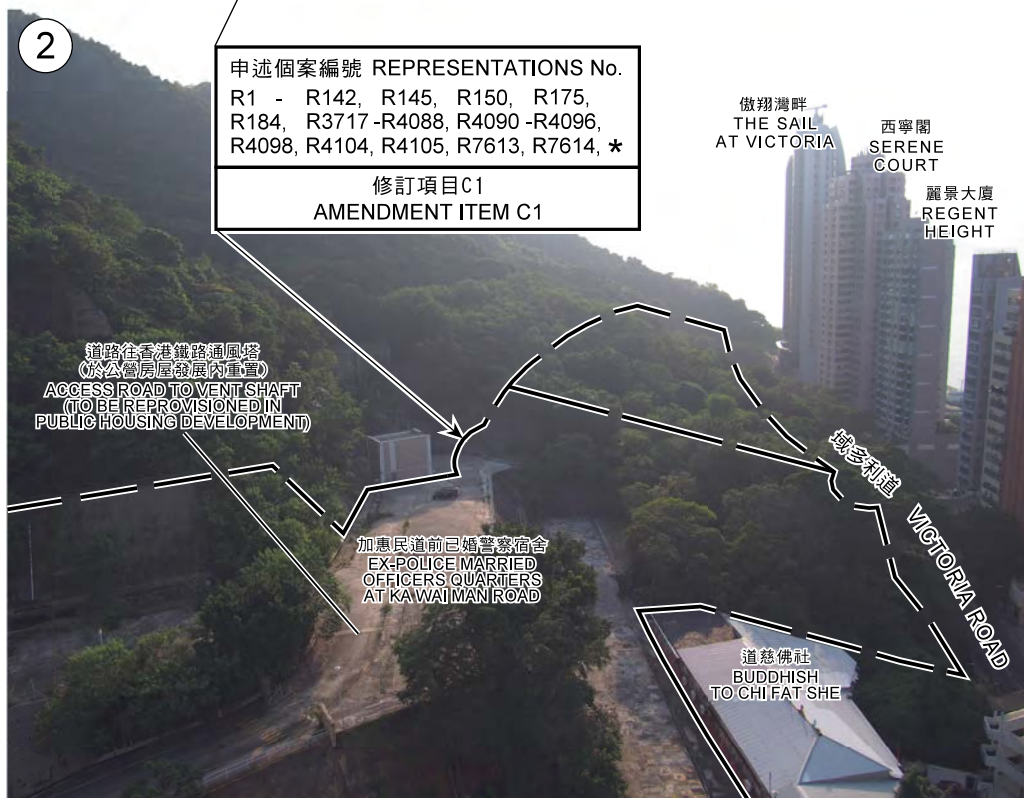 2
申述個案編號 REPRESENTATIONS No.
R1 - R142, R145, R150, R175,
R184, R3717 -R4088, R4090 -R4096,
R4098, R4104, R4105, R7613, R7614, *
修訂項目C1
AMENDMENT ITEM C1
傲翔灣畔
THE SAIL
AT VICTORIA
西寧閣
SERENE
COURT
麗景大廈
REGENT
HEIGHT
道路往香港鐵路通風塔
(於公營房屋發展內重置)
ACCESS ROAD TO VENT SHAFT
(TO BE REPROVISIONED IN
PUBLIC HOUSING DEVELOPMENT)
域多利道 VICTORIA ROAD
加惠民道前已婚警察宿舍
EX-POLICE MARRIED
OFFICERS QUARTERS
AT KA WAI MAN ROAD
道慈佛社
BUDDHISH
TO CHI FAT SHE